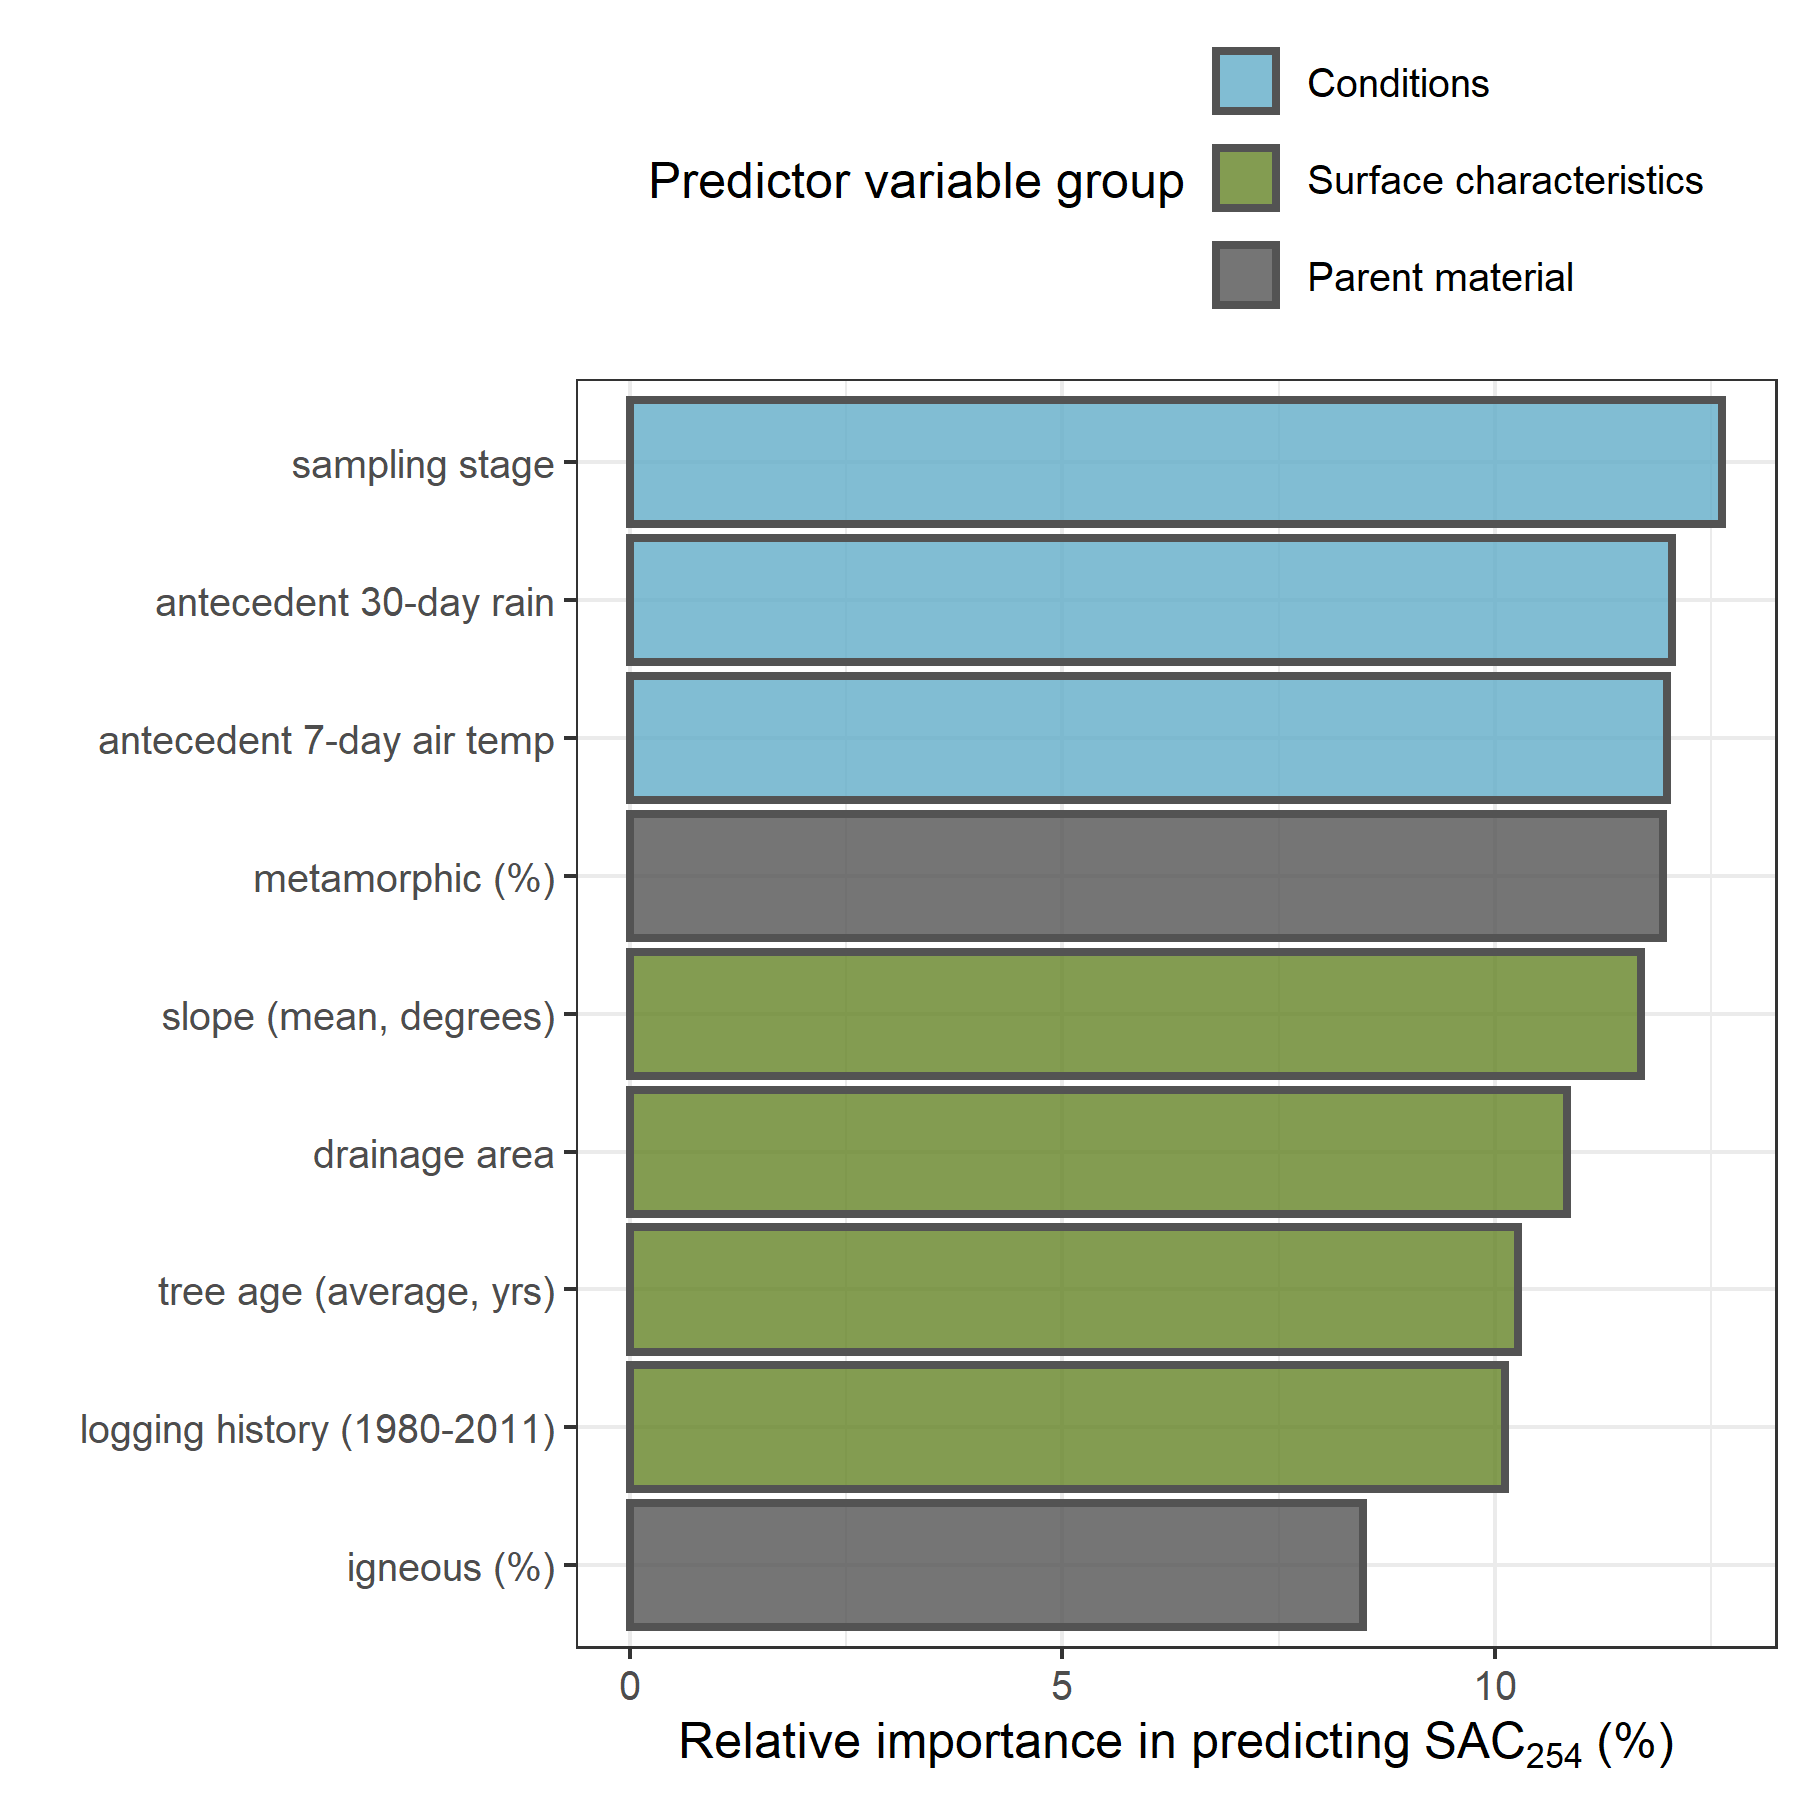 Conditions
Predictor variable group
Surface characteristics
Parent material
sampling stage
antecedent 30-day rain
antecedent 7-day air temp
metamorphic (%)
slope (mean, degrees)
drainage area
tree age (average, yrs)
logging history (1980-2011)
igneous (%)
0 5 10
Relative importance in predicting SAC₂₅₄ (%)